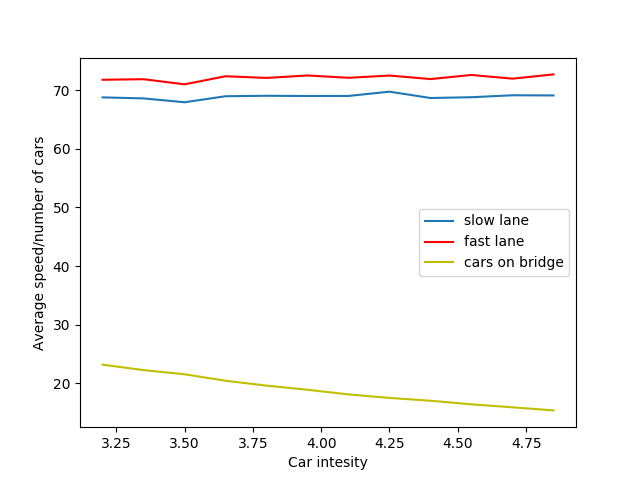 70
60
50
40
30
20
Average speed/number of cars
slow lane
fast lane
cars on bridge
3.25 3.50 3.75 4.00 4.25 4.50 4.75
Car intesity